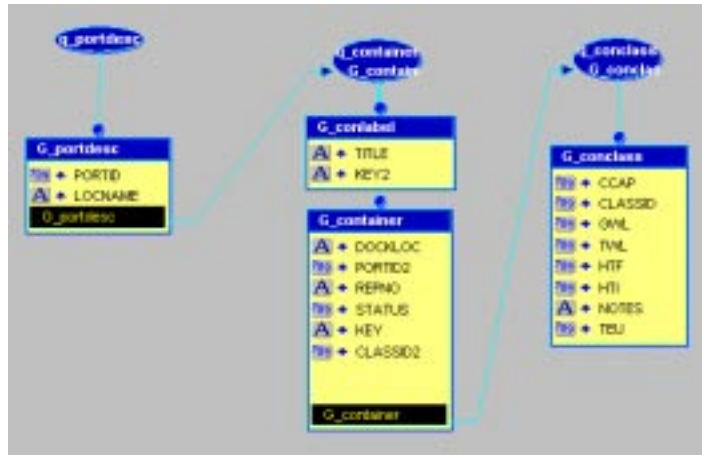 q_portdesc
G_portdesc
PORTID
LOCNAME
G_portdesc
q_container
G_contain
G_conlabel
A TITLE
A KEY2
G_container
A DOCKLOC
PORTID2
A REFNO
STATUS
A KEY
CLASSID2
G_container
q_conclass
G_conclas
G_conclass
CCAP
CLASSID
GWL
TWL
HTF
HTI
A NOTES
TEU